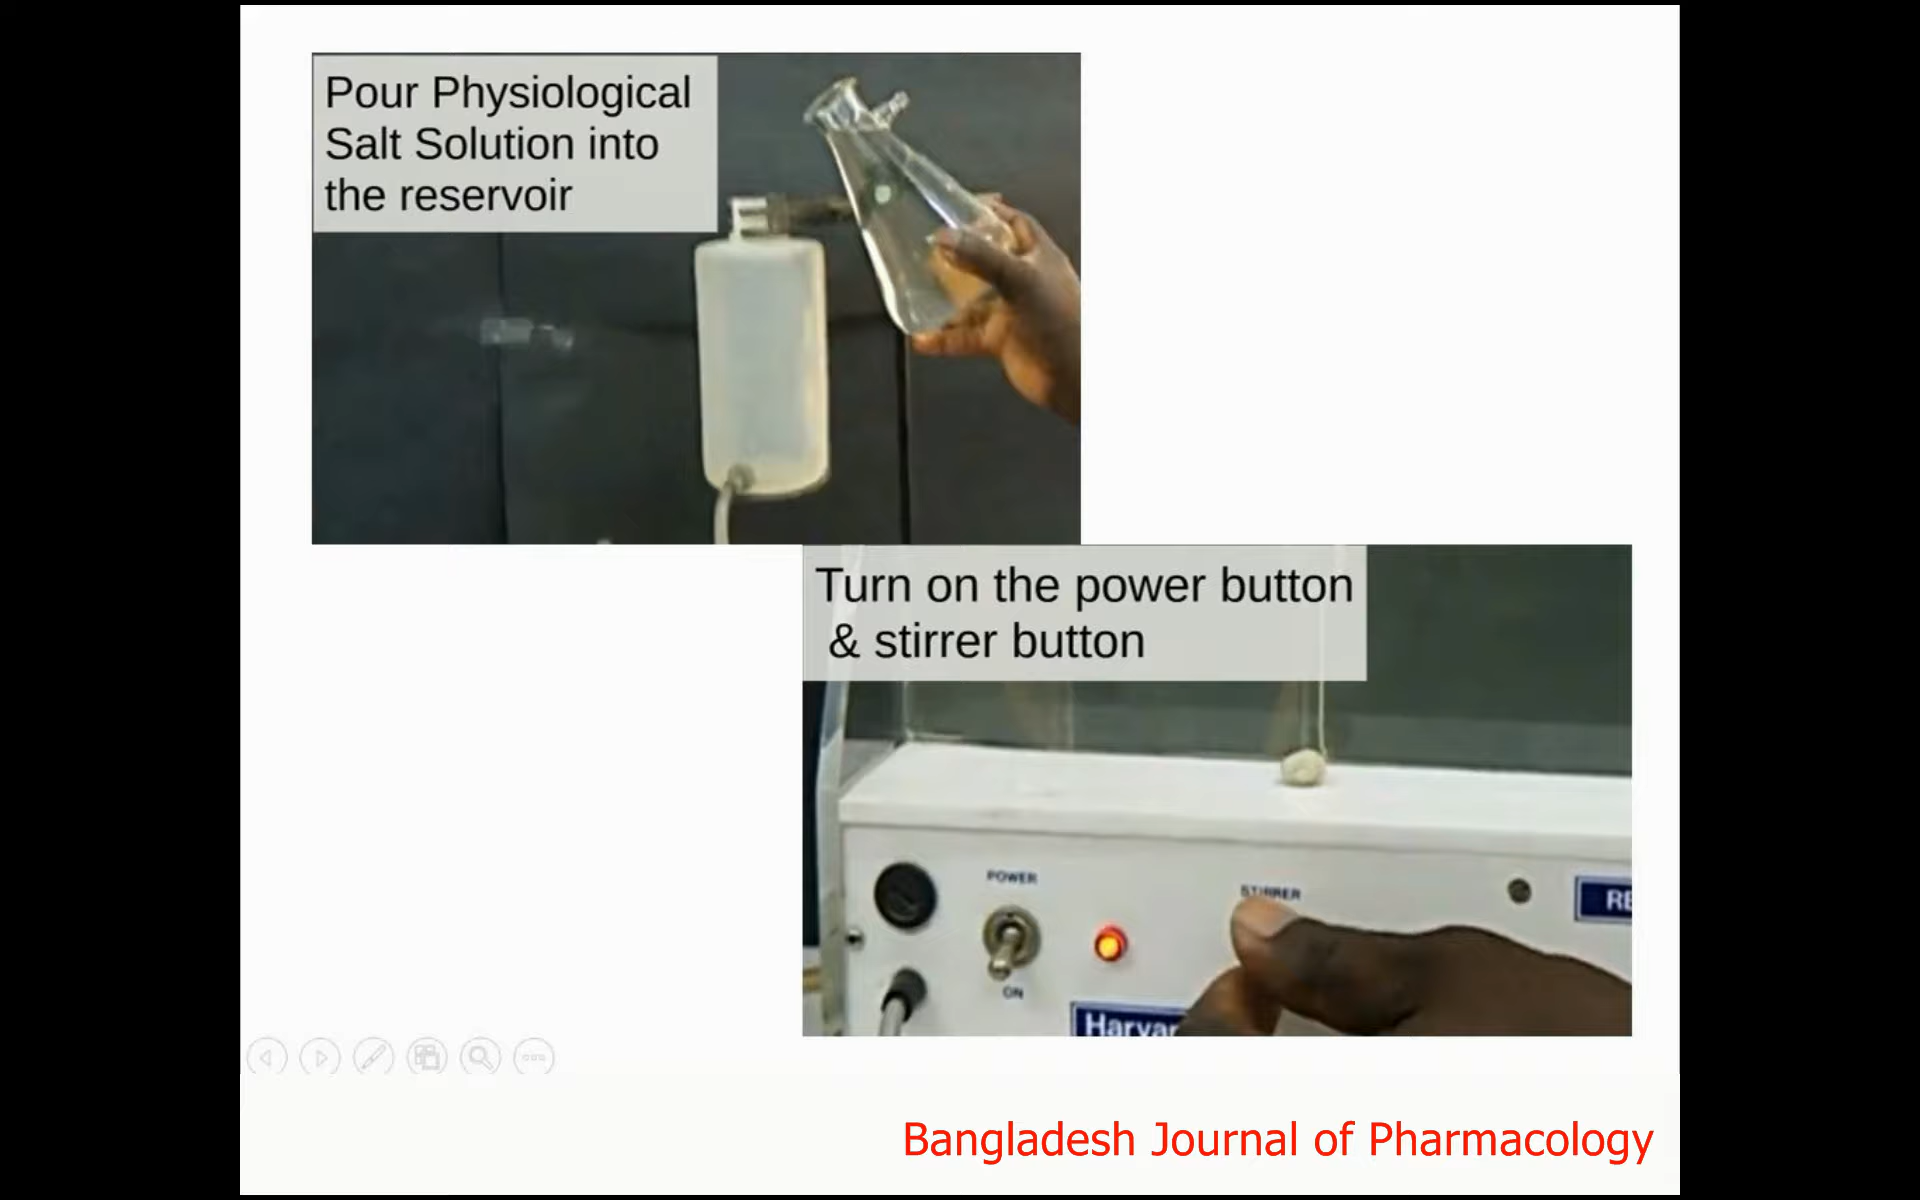 Pour Physiological
Salt Solution into
the reservoir
Turn on the power button
& stirrer button
POWER
STIRRER
ON
Bangladesh Journal of Pharmacology